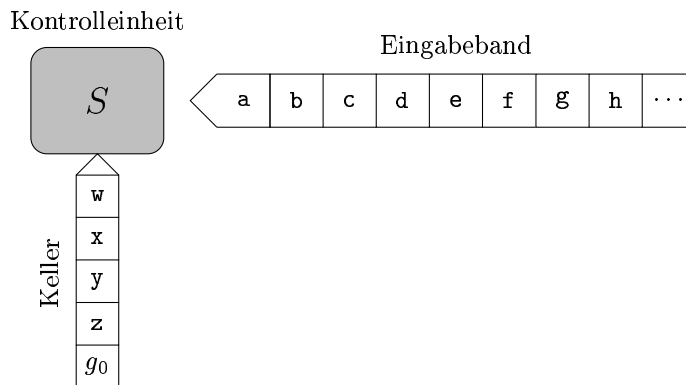 Kontrolleinheit
Eingabeband
S
a b c d e f g h ···
w
x
y
z
g₀
Keller